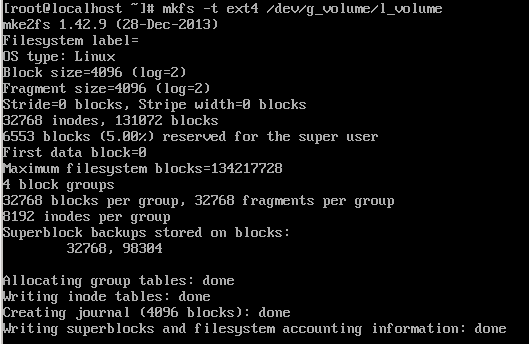 [root@localhost ~]# mkfs -t ext4 /dev/g_volume/l_volume
mke2fs 1.42.9 (28-Dec-2013)
Filesystem label=
OS type: Linux
Block size=4096 (log=2)
Fragment size=4096 (log=2)
Stride=0 blocks, Stripe width=0 blocks
32768 inodes, 131072 blocks
6553 blocks (5.00%) reserved for the super user
First data block=0
Maximum filesystem blocks=134217728
4 block groups
32768 blocks per group, 32768 fragments per group
8192 inodes per group
Superblock backups stored on blocks:
        32768, 98304

Allocating group tables: done
Writing inode tables: done
Creating journal (4096 blocks): done
Writing superblocks and filesystem accounting information: done